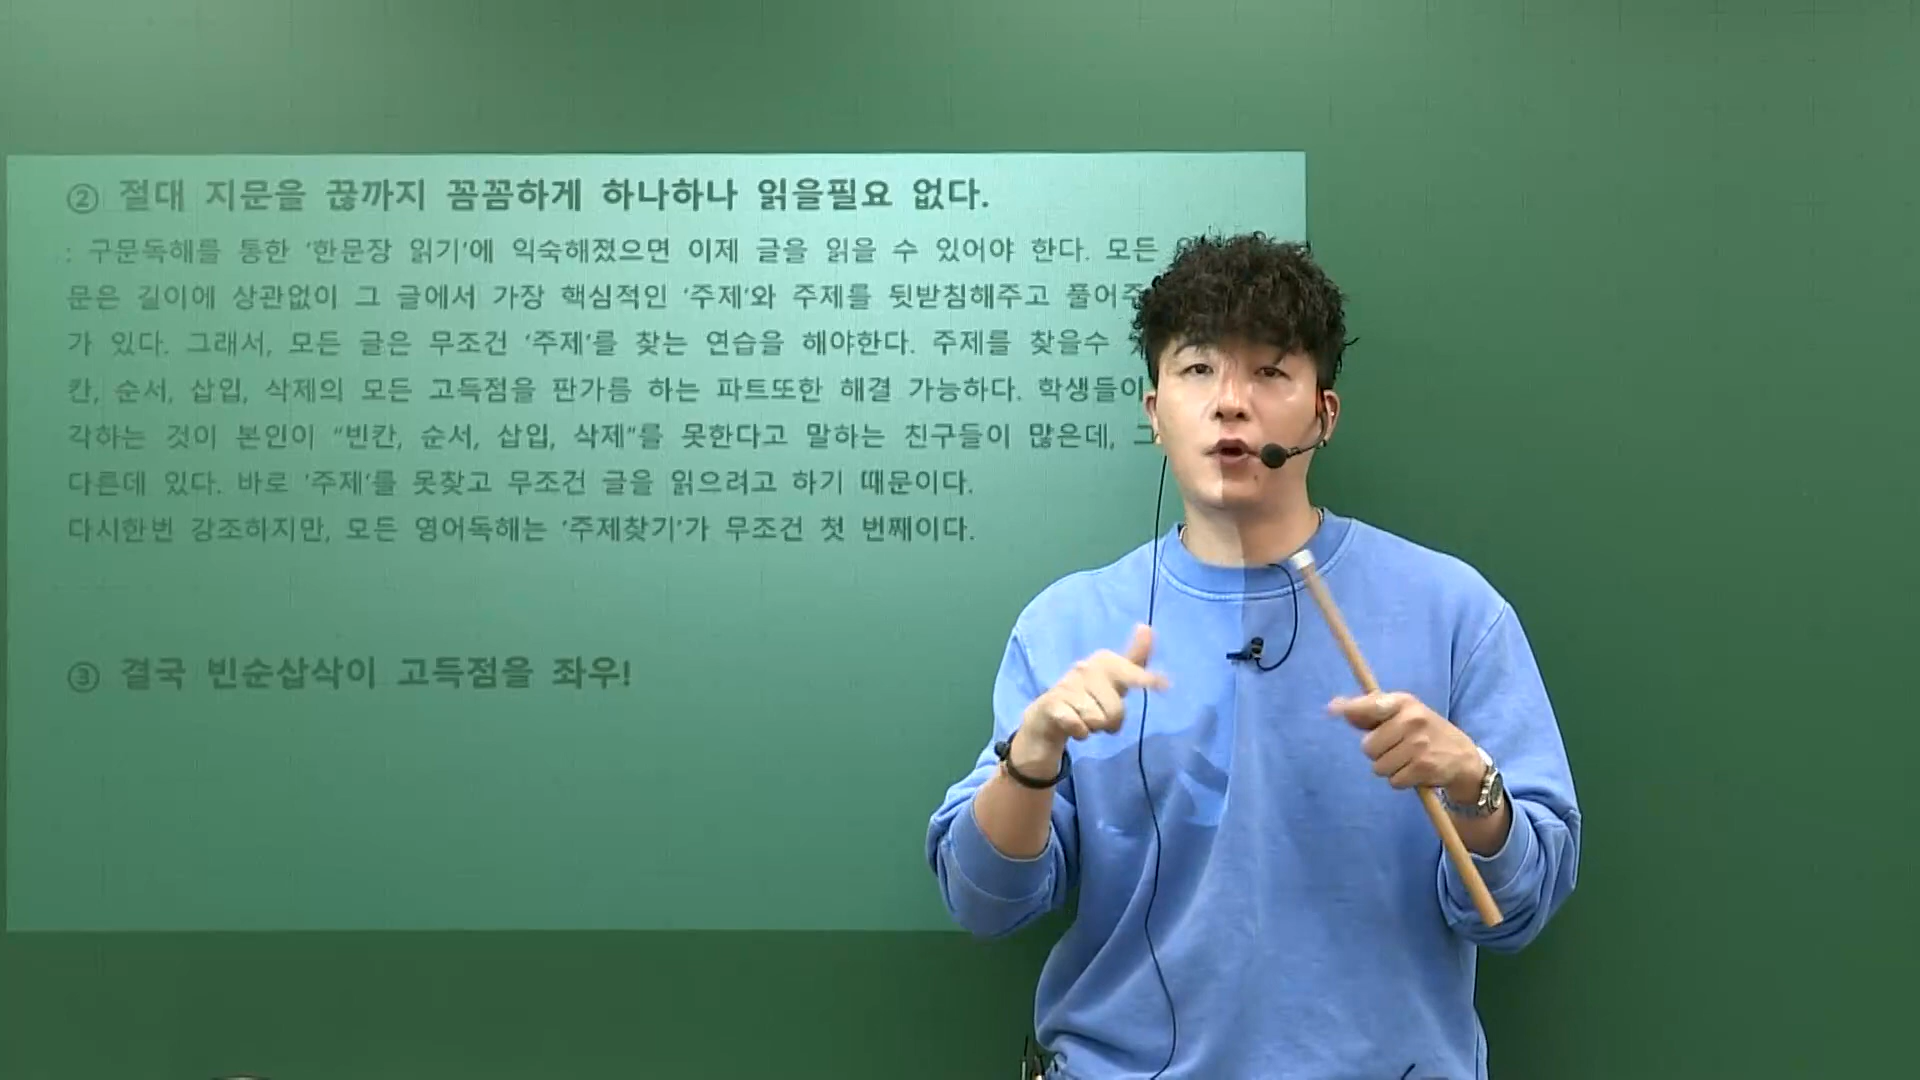 ② 절대 지문을 끊까지 꼼꼼하게 하나하나 읽을필요 없다.
: 구문독해를 통한 '한문장 읽기'에 익숙해졌으면 이제 글을 읽을 수 있어야 한다. 모든
문은 길이에 상관없이 그 글에서 가장 핵심적인 '주제'와 주제를 뒷받침해주고 풀어주
가 있다. 그래서, 모든 글은 무조건 '주제'를 찾는 연습을 해야한다. 주제를 찾을수
칸, 순서, 삽입, 삭제의 모든 고득점을 판가름 하는 파트또한 해결 가능하다. 학생들이
각하는 것이 본인이 "빈칸, 순서, 삽입, 삭제"를 못한다고 말하는 친구들이 많은데, 그
다른데 있다. 바로 '주제'를 못찾고 무조건 글을 읽으려고 하기 때문이다.
다시한번 강조하지만, 모든 영어독해는 '주제찾기'가 무조건 첫 번째이다.
③ 결국 빈순삽삭이 고득점을 좌우!